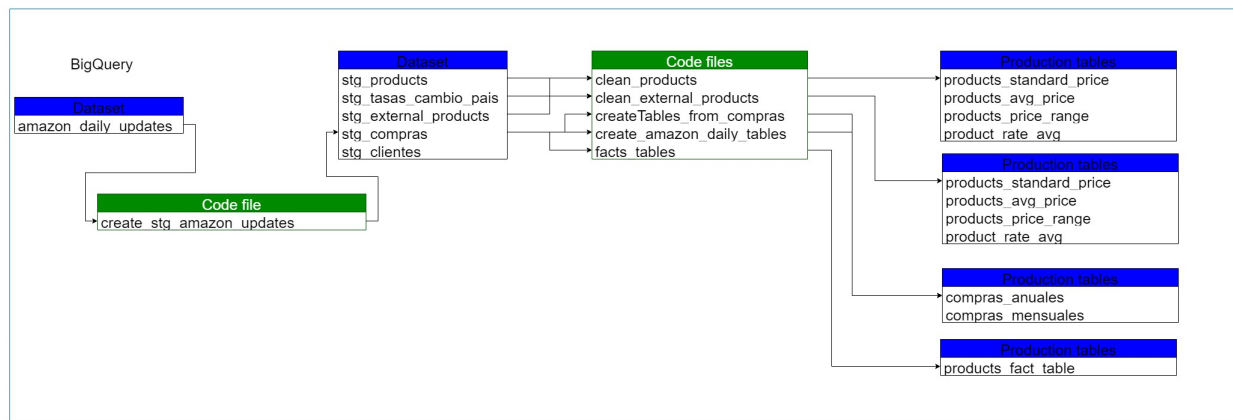 BigQuery
Dataset
amazon_daily_updates
Code file
create_stg_amazon_updates
Dataset
stg_products
stg_tasas_cambio_pais
stg_external_products
stg_compras
stg_clientes
Code files
clean_products
clean_external_products
createTables_from_compras
create_amazon_daily_tables
facts_tables
Production tables
products_standard_price
products_avg_price
products_price_range
product_rate_avg
Production tables
products_standard_price
products_avg_price
products_price_range
product_rate_avg
Production tables
compras_anuales
compras_mensuales
Production tables
products_fact_table